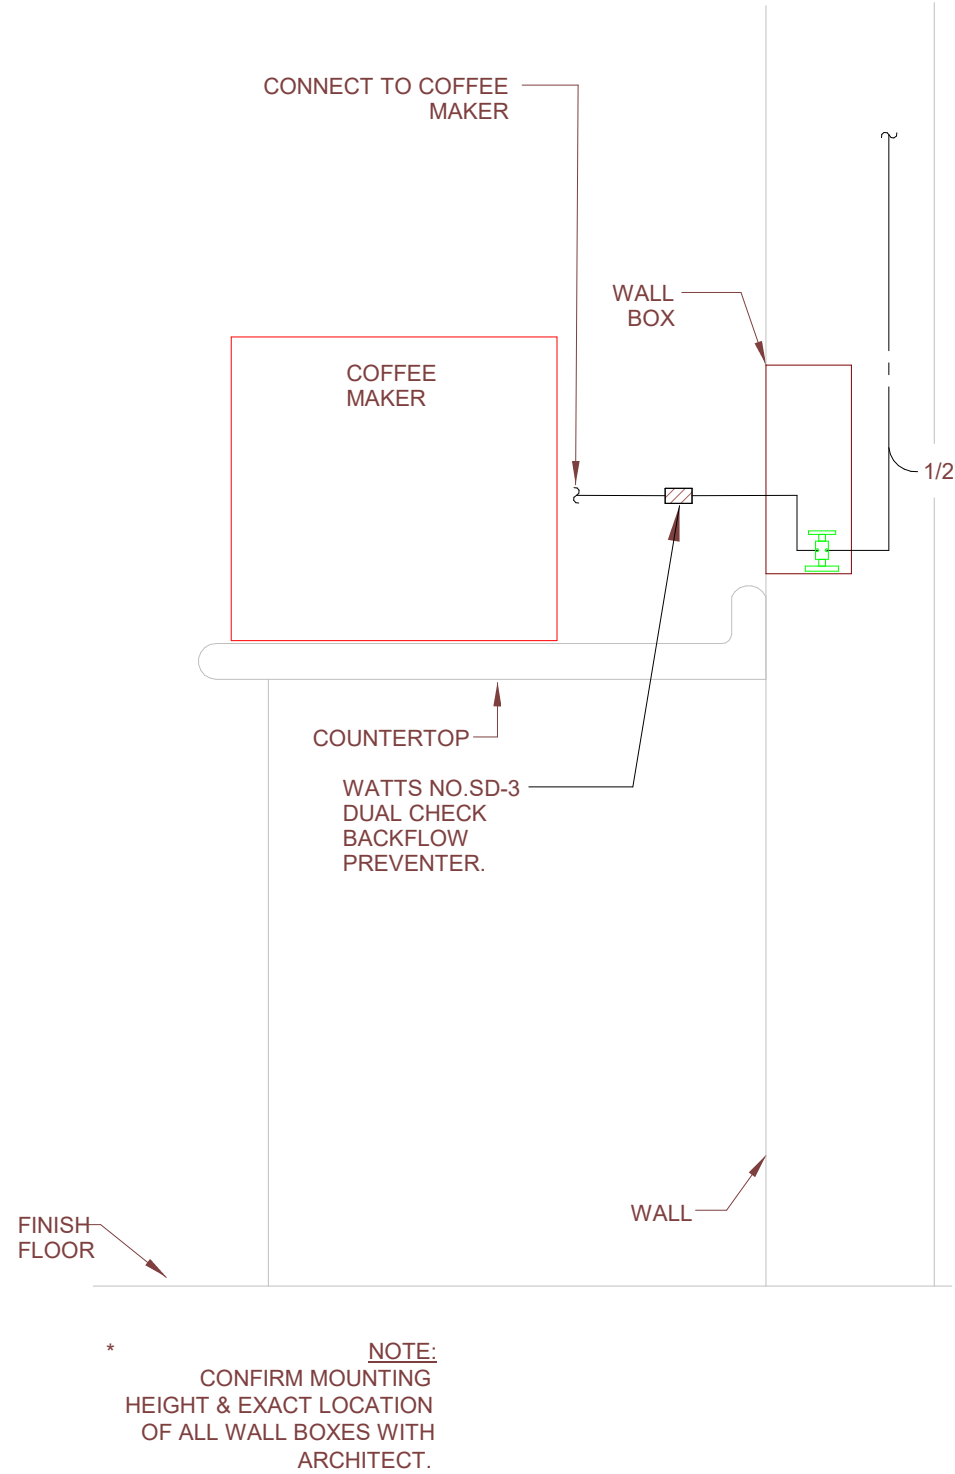 CONNECT TO COFFEE
MAKER
WALL
BOX
COFFEE
MAKER
1/2
COUNTERTOP
WATTS NO.SD-3
DUAL CHECK
BACKFLOW
PREVENTER.
WALL
FINISH
FLOOR
* NOTE:
CONFIRM MOUNTING
HEIGHT & EXACT LOCATION
OF ALL WALL BOXES WITH
ARCHITECT.